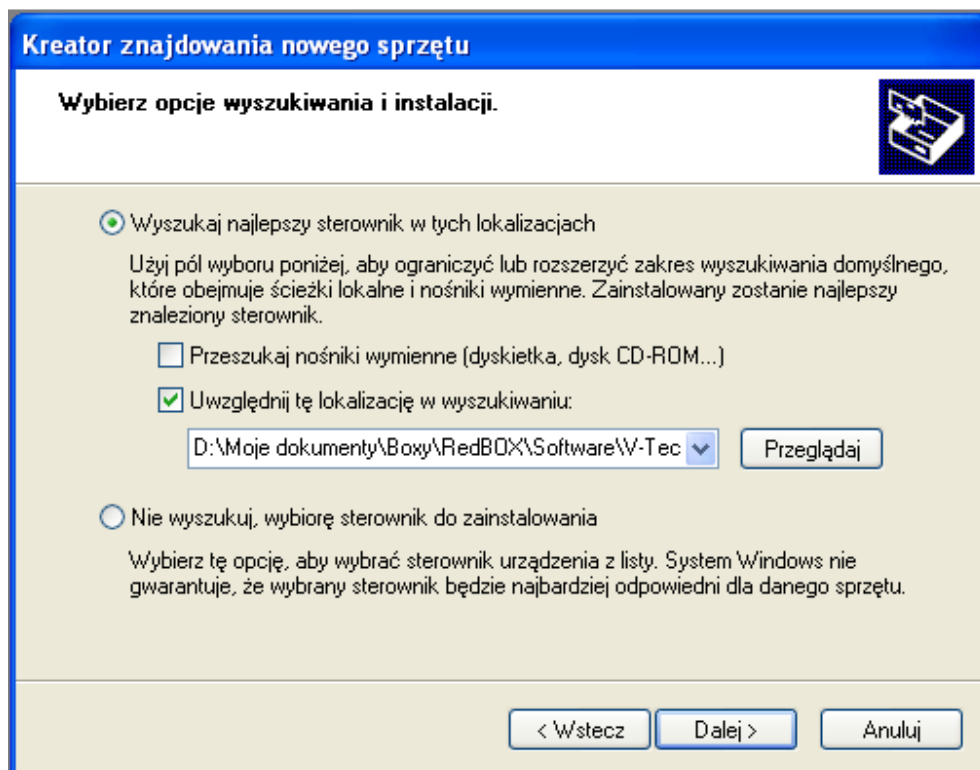 Kreator znajdowania nowego sprzętu
Wybierz opcje wyszukiwania i instalacji.
Wyszukaj najlepszy sterownik w tych lokalizacjach
Użyj pól wyboru poniżej, aby ograniczyć lub rozszerzyć zakres wyszukiwania domyślnego,
które obejmuje ścieżki lokalne i nośniki wymienne. Zainstalowany zostanie najlepszy
znaleziony sterownik.
Przeszukaj nośniki wymienne (dyskietka, dysk CD-ROM...)
Uwzględnij tę lokalizację w wyszukiwaniu:
D:\Moje dokumenty\Boxy\RedBOX\Software\V-Tec
Przeglądaj
Nie wyszukuj, wybiorę sterownik do zainstalowania
Wybierz tę opcję, aby wybrać sterownik urządzenia z listy. System Windows nie
gwarantuje, że wybrany sterownik będzie najbardziej odpowiedni dla danego sprzętu.
< Wstecz
Dalej >
Anuluj